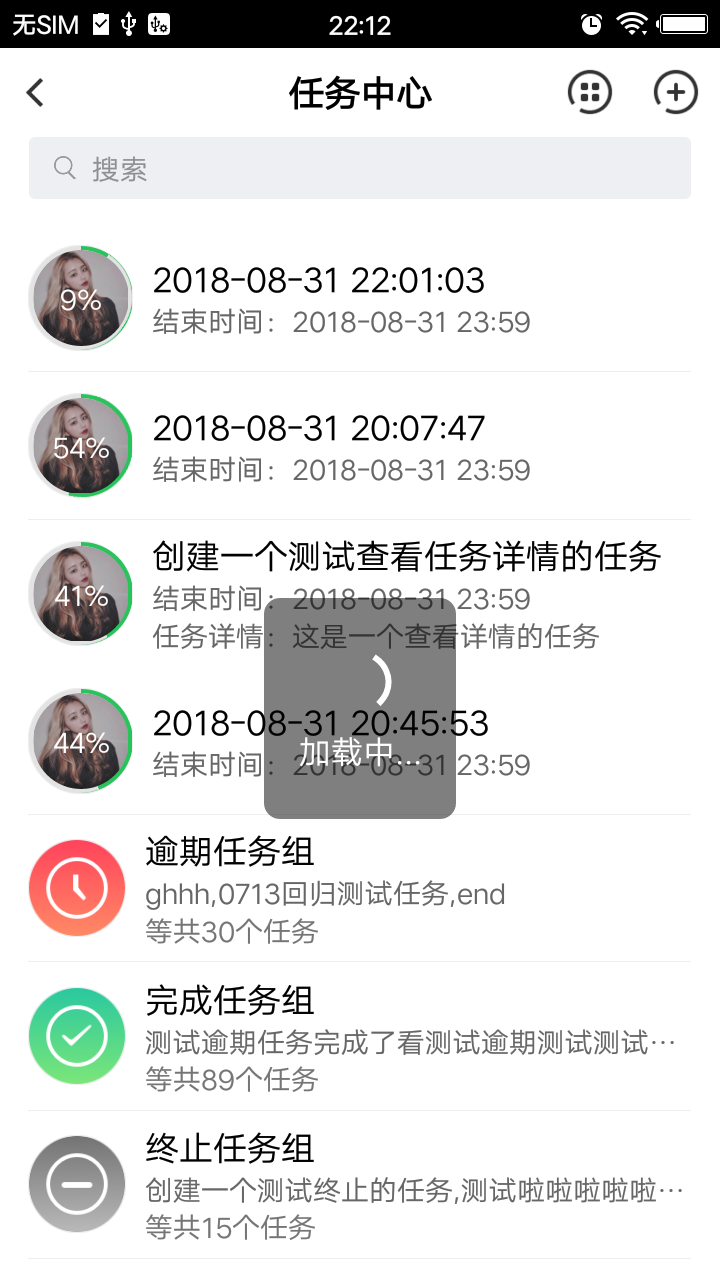 无SIM 22:12
任务中心
搜索
9%
2018-08-31 22:01:03
结束时间：2018-08-31 23:59
54%
2018-08-31 20:07:47
结束时间：2018-08-31 23:59
41%
创建一个测试查看任务详情的任务
结束时间：2018-08-31 23:59
任务详情：这是一个查看详情的任务
44%
2018-08-31 20:45:53
结束时间：2018-08-31 23:59
加载中...
逾期任务组
ghhh,0713回归测试任务,end
等共30个任务
完成任务组
测试逾期任务完成了看测试逾期测试测试…
等共89个任务
终止任务组
创建一个测试终止的任务,测试啦啦啦啦啦…
等共15个任务